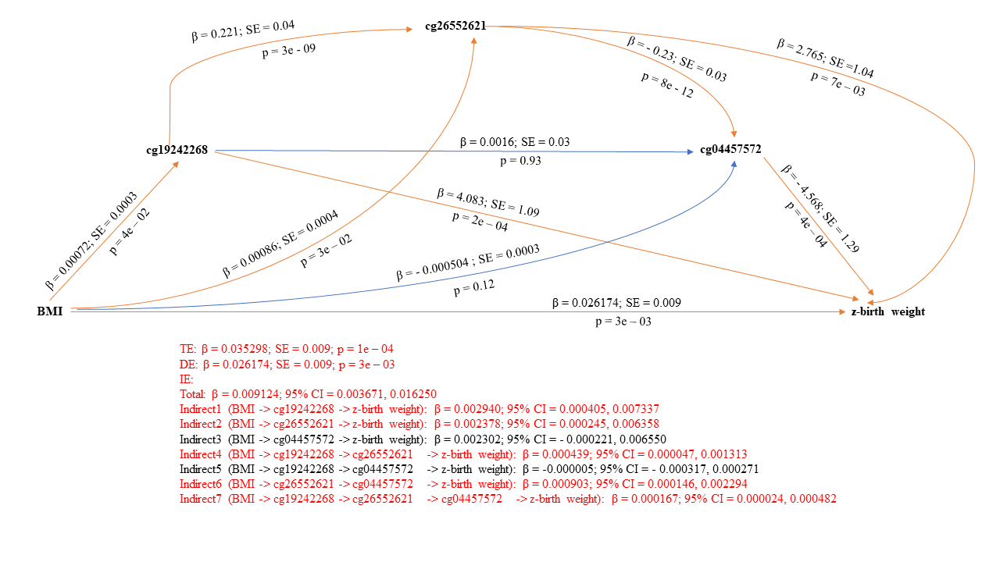 cg26552621
β = 0.221; SE = 0.04
p = 3e - 09
β = - 0.23; SE = 0.03
p = 8e - 12
β = 2.765; SE =1.04
p = 7e – 03
cg19242268
β = 0.0016; SE = 0.03
p = 0.93
cg04457572
β = 0.00072; SE = 0.0003
p = 4e – 02
β = 0.00086; SE = 0.0004
p = 3e – 02
β = 4.083; SE = 1.09
p = 2e – 04
β = - 4.568; SE = 1.29
p = 4e – 04
β = - 0.000504 ; SE = 0.0003
p = 0.12
BMI
β = 0.026174; SE = 0.009
p = 3e – 03
z-birth weight
TE: β = 0.035298; SE = 0.009; p = 1e – 04
DE: β = 0.026174; SE = 0.009; p = 3e – 03
IE:
Total: β = 0.009124; 95% CI = 0.003671, 0.016250
Indirect1 (BMI -> cg19242268 -> z-birth weight): β = 0.002940; 95% CI = 0.000405, 0.007337
Indirect2 (BMI -> cg26552621 -> z-birth weight): β = 0.002378; 95% CI = 0.000245, 0.006358
Indirect3 (BMI -> cg04457572 -> z-birth weight): β = 0.002302; 95% CI = - 0.000221, 0.006550
Indirect4 (BMI -> cg19242268 -> cg26552621 -> z-birth weight): β = 0.000439; 95% CI = 0.000047, 0.001313
Indirect5 (BMI -> cg19242268 -> cg04457572 -> z-birth weight): β = -0.000005; 95% CI = - 0.000317, 0.000271
Indirect6 (BMI -> cg26552621 -> cg04457572 -> z-birth weight): β = 0.000903; 95% CI = 0.000146, 0.002294
Indirect7 (BMI -> cg19242268 -> cg26552621 -> cg04457572 -> z-birth weight): β = 0.000167; 95% CI = 0.000024, 0.000482